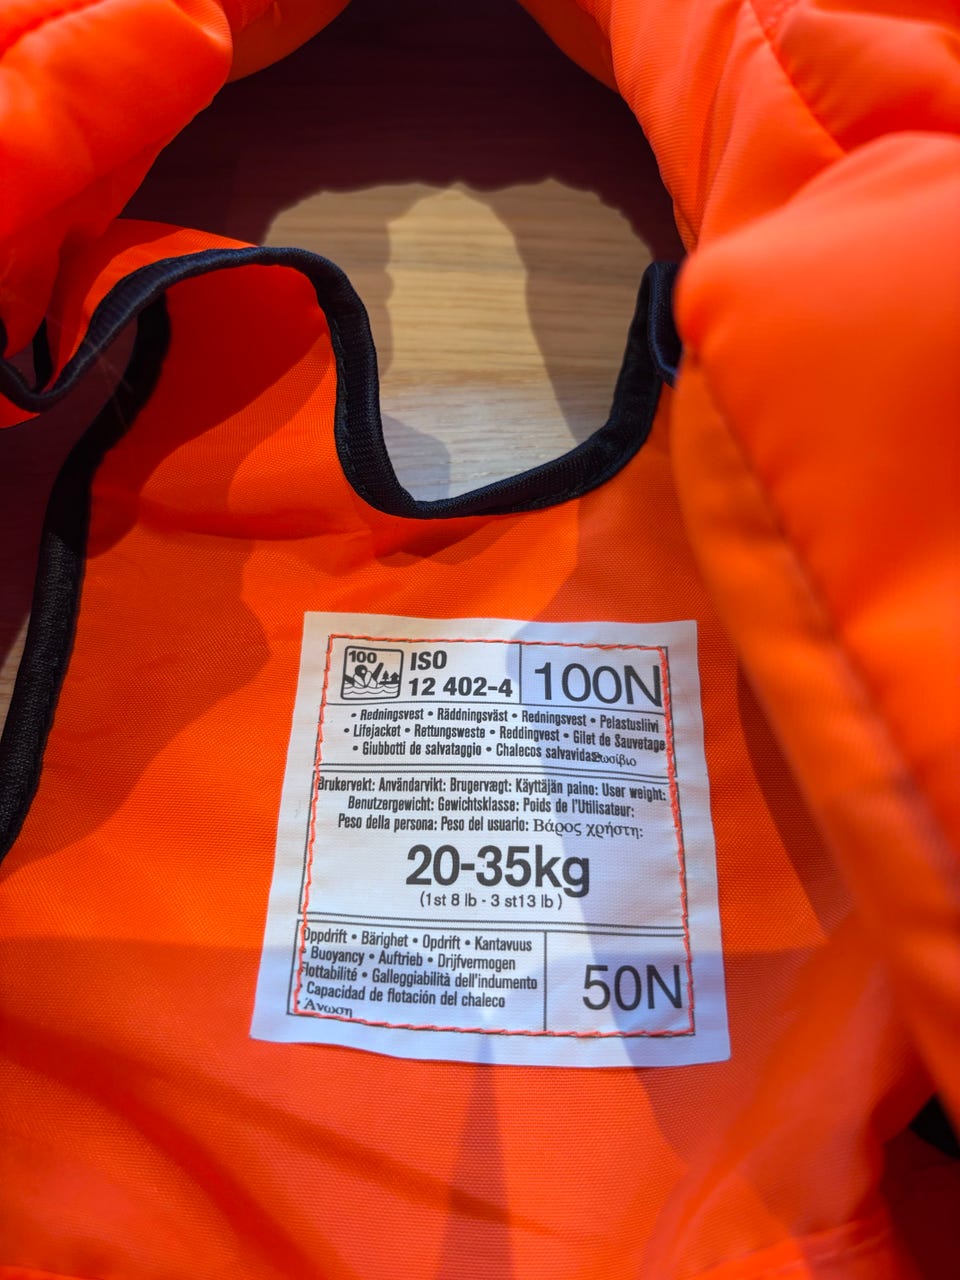 100
ISO
12 402-4
100N
• Redningsvest • Räddningsväst • Redningsvest • Pelastusliivi
• Lifejacket • Rettungsweste • Reddingvest • Gilet de Sauvetage
• Giubbotti de salvataggio • Chalecos salvavidas
Brukervekt: Användarvikt: Brugervægt: Käyttäjän paino: User weight:
Benutzergewicht: Gewichtsklasse: Poids de l'Utilisateur:
Peso della persona: Peso del usuario: Βάρος χρήστη:
20-35kg
(1st 8 lb - 3 st13 lb )
Oppdrift • Bärighet • Opdrift • Kantavuus
• Buoyancy • Auftrieb • Drijfvermogen
Flottabilité • Galleggiabilità dell'indumento
• Capacidad de flotación del chaleco
• Άνωση
50N